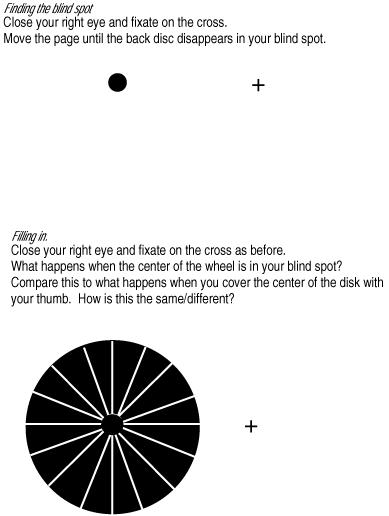 Finding the blind spot
Close your right eye and fixate on the cross.
Move the page until the back disc disappears in your blind spot.
Filling in.
Close your right eye and fixate on the cross as before.
What happens when the center of the wheel is in your blind spot?
Compare this to what happens when you cover the center of the disk with
your thumb.  How is this the same/different?